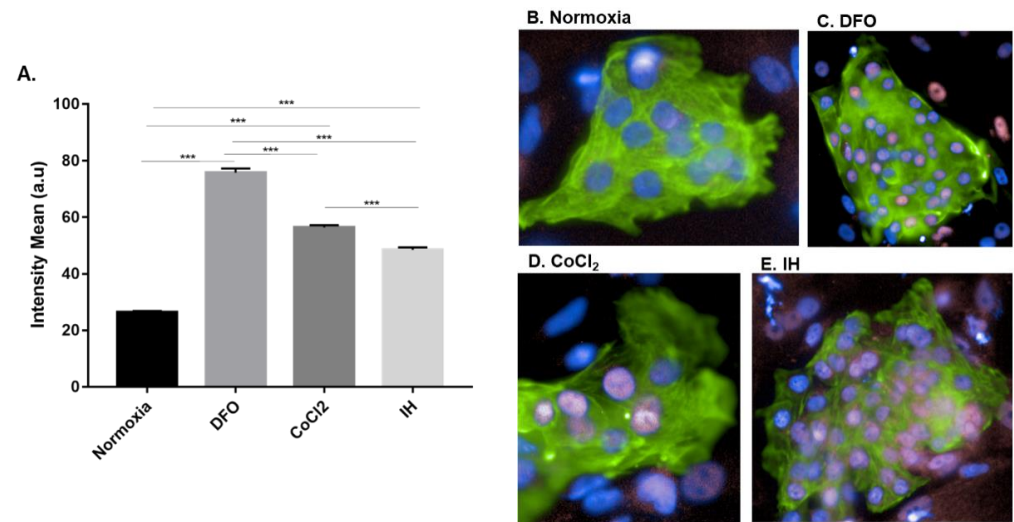 A.
Intensity Mean (a.u)
100
80
60
40
20
0
***
***
***
***
***
***
Normoxia
DFO
CoCl2
IH
B. Normoxia
C. DFO
D. CoCl₂
E. IH